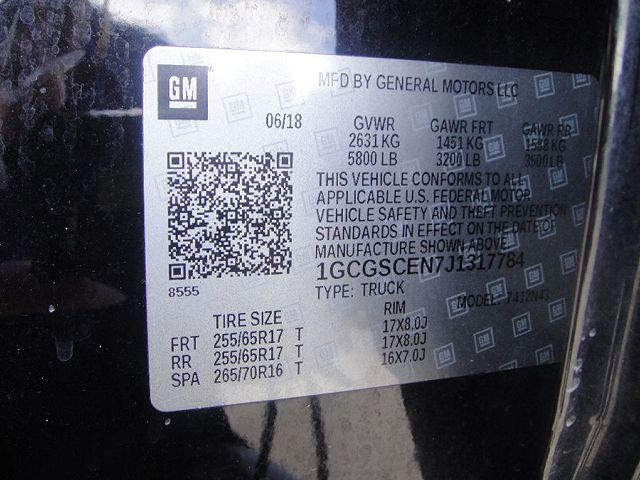 GM
MFD BY GENERAL MOTORS LLC
06/18 GVWR GAWR FRT GAWR RR
2631 KG 1451 KG 1588 KG
5800 LB 3200 LB 3500 LB
THIS VEHICLE CONFORMS TO ALL
APPLICABLE U.S. FEDERAL MOTOR
VEHICLE SAFETY AND THEFT PREVENTION
STANDARDS IN EFFECT ON THE DATE OF
MANUFACTURE SHOWN ABOVE.
1GCGSCEN7J1317784
8555
TYPE: TRUCK MODEL: 7412N43
TIRE SIZE RIM
FRT 255/65R17 T 17X8.0J
RR 255/65R17 T 17X8.0J
SPA 265/70R16 T 16X7.0J